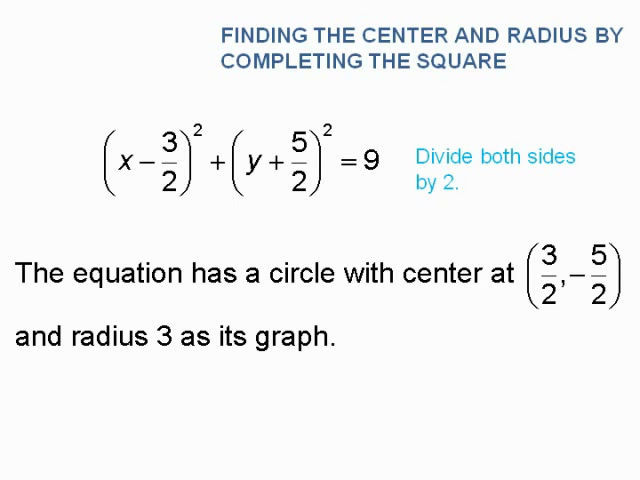 FINDING THE CENTER AND RADIUS BY
COMPLETING THE SQUARE
(x − 3/2)² + (y + 5/2)² = 9
Divide both sides
by 2.
The equation has a circle with center at (3/2, −5/2)
and radius 3 as its graph.